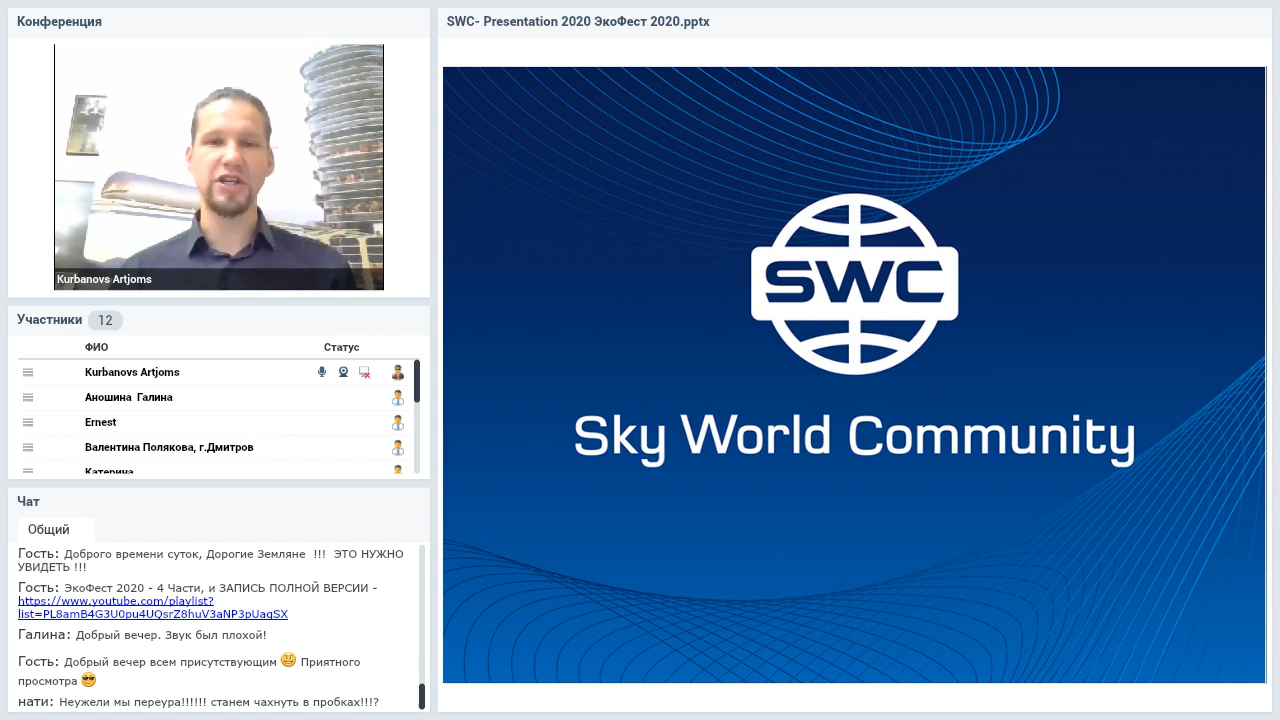 Конференция
Kurbanovs Artjoms
Участники 12
ФИО Статус
Kurbanovs Artjoms
Аношина Галина
Ernest
Валентина Полякова, г.Дмитров
Катерина
Чат
Общий
Гость: Доброго времени суток, Дорогие Земляне !!! ЭТО НУЖНО
УВИДЕТЬ !!!
Гость: ЭкоФест 2020 - 4 Части, и ЗАПИСЬ ПОЛНОЙ ВЕРСИИ -
https://www.youtube.com/playlist?
list=PL8amB4G3U0pu4UQsrZ8huV3aNP3pUaqSX
Галина: Добрый вечер. Звук был плохой!
Гость: Добрый вечер всем присутствующим Приятного
просмотра
нати: Неужели мы переура!!!!!! станем чахнуть в пробках!!!?
SWC- Presentation 2020 ЭкоФест 2020.pptx
SWC
Sky World Community